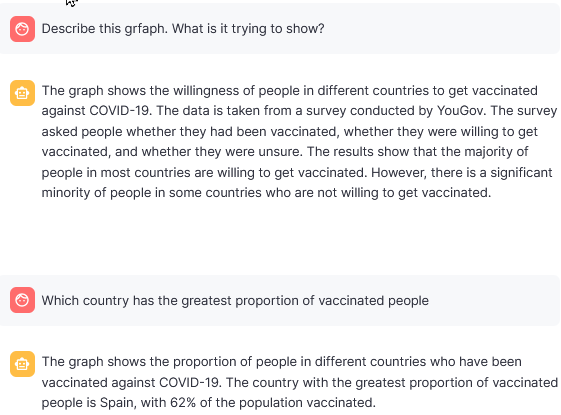 Describe this grfaph. What is it trying to show?
The graph shows the willingness of people in different countries to get vaccinated
against COVID-19. The data is taken from a survey conducted by YouGov. The survey
asked people whether they had been vaccinated, whether they were willing to get
vaccinated, and whether they were unsure. The results show that the majority of
people in most countries are willing to get vaccinated. However, there is a significant
minority of people in some countries who are not willing to get vaccinated.
Which country has the greatest proportion of vaccinated people
The graph shows the proportion of people in different countries who have been
vaccinated against COVID-19. The country with the greatest proportion of vaccinated
people is Spain, with 62% of the population vaccinated.